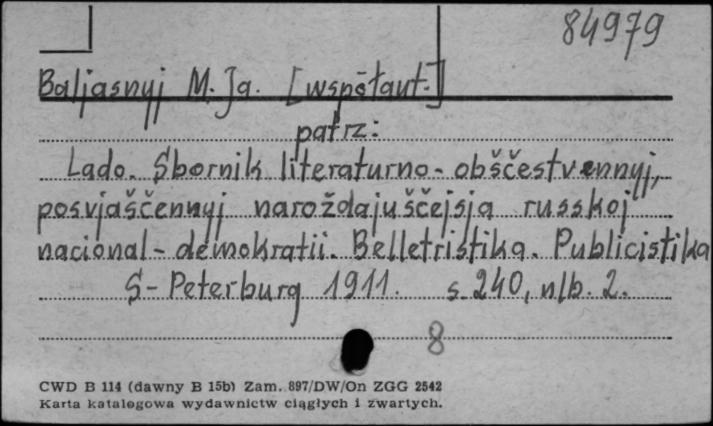 84979
Baljasnyj M. Ja. [współaut.]
patrz:
Lado. Sbornik literaturno-obščestvennyj,
posvjaščennyj naroždajuščejsja russkoj
nacional-demokratii. Belletristika. Publicistika
S-Peterburg 1911. s. 240, nlb. 2.
8
CWD B 114 (dawny B 15b) Zam. 897/DW/On ZGG 2542
Karta katalogowa wydawnictw ciągłych i zwartych.